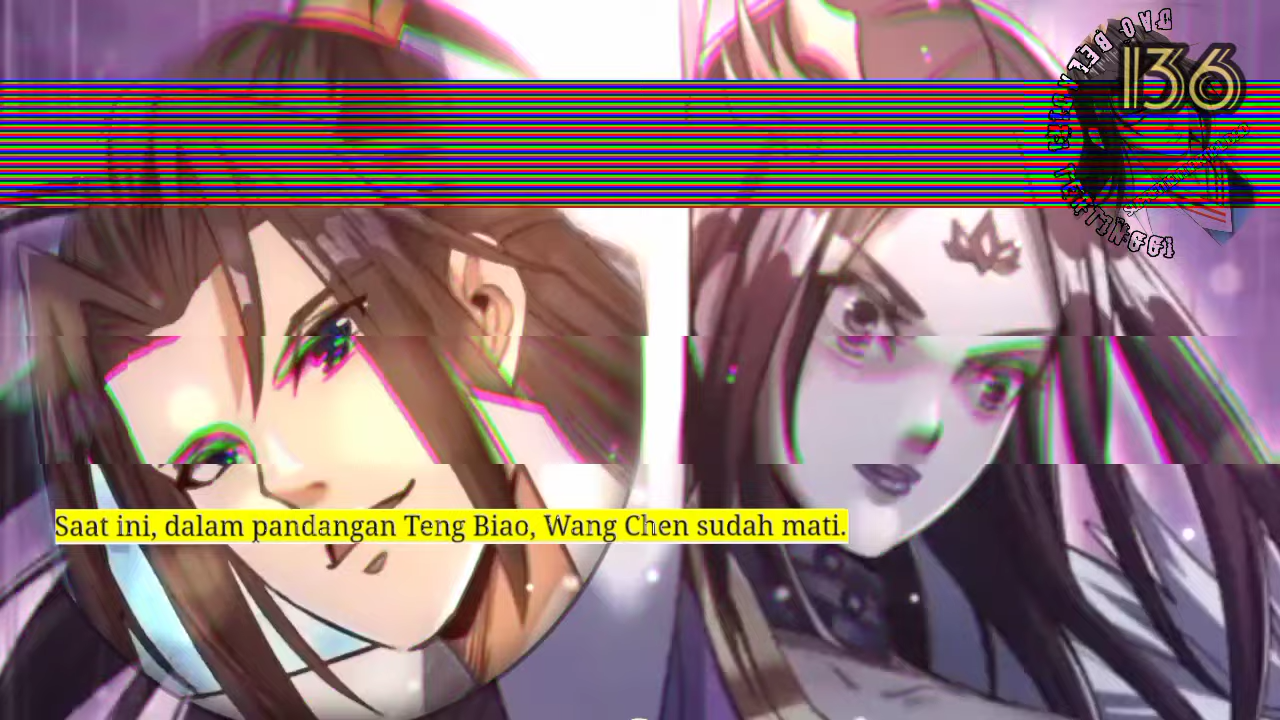 136
Saat ini, dalam pandangan Teng Biao, Wang Chen sudah mati.